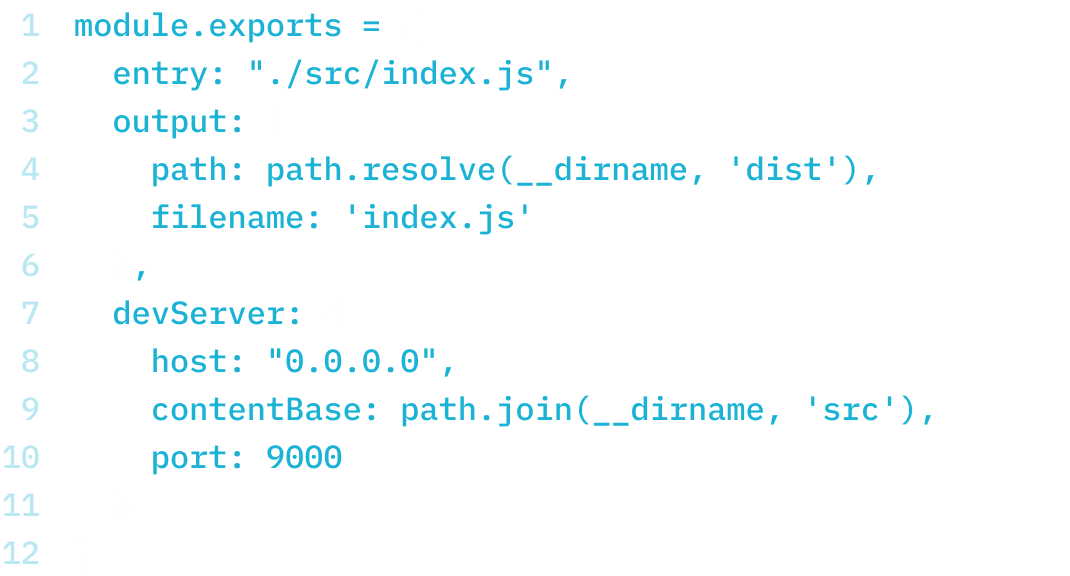 1 module.exports =
2   entry: "./src/index.js",
3   output:
4     path: path.resolve(__dirname, 'dist'),
5     filename: 'index.js'
6    ,
7   devServer:
8     host: "0.0.0.0",
9     contentBase: path.join(__dirname, 'src'),
10     port: 9000
11
12